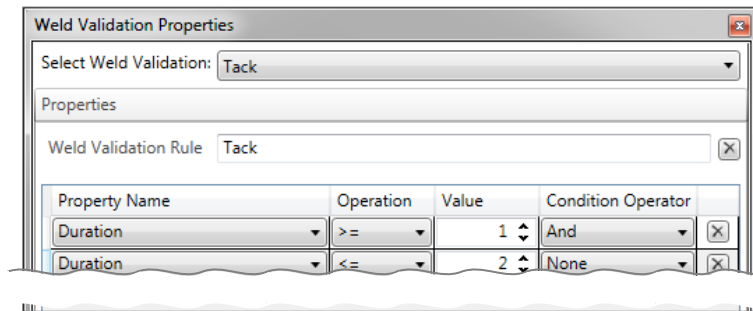 Weld Validation Properties
Select Weld Validation: Tack
Properties
Weld Validation Rule Tack
Property Name Operation Value Condition Operator
Duration >= 1 And
Duration <= 2 None